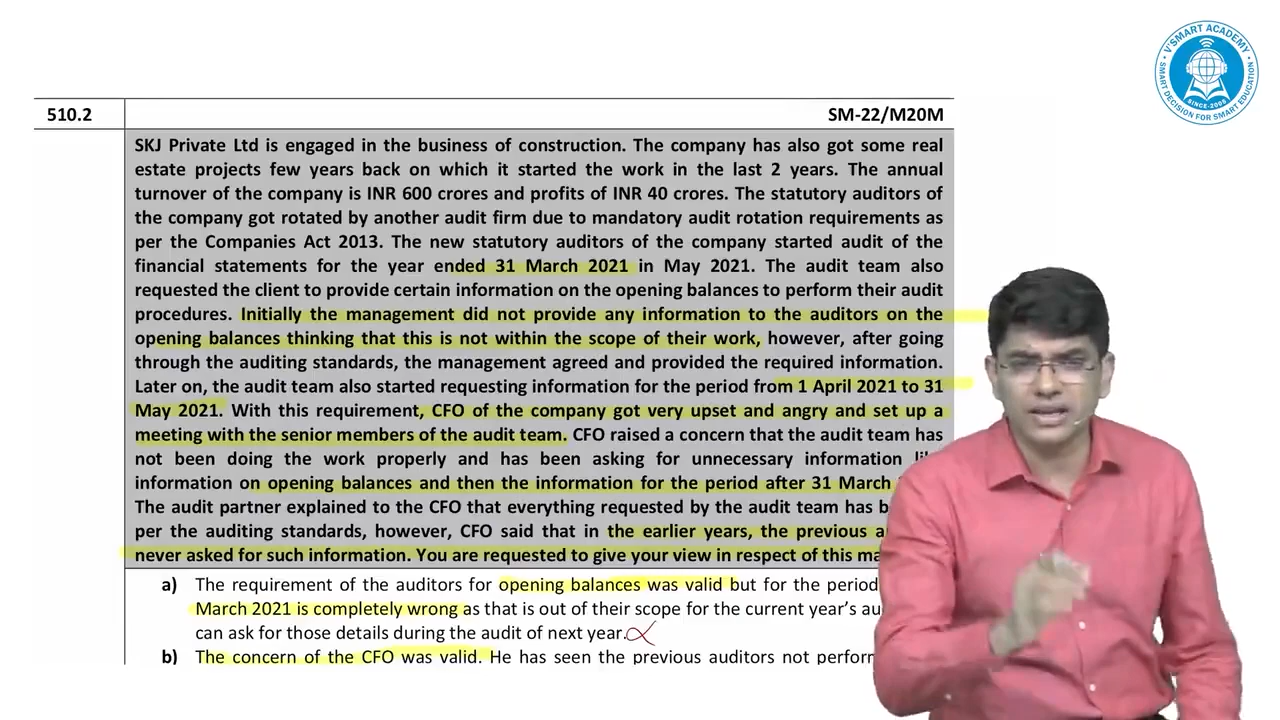 V'SMART ACADEMY
SMART DECISION FOR SMART EDUCATION
SINCE-2006
510.2 SM-22/M20M
SKJ Private Ltd is engaged in the business of construction. The company has also got some real
estate projects few years back on which it started the work in the last 2 years. The annual
turnover of the company is INR 600 crores and profits of INR 40 crores. The statutory auditors of
the company got rotated by another audit firm due to mandatory audit rotation requirements as
per the Companies Act 2013. The new statutory auditors of the company started audit of the
financial statements for the year ended 31 March 2021 in May 2021. The audit team also
requested the client to provide certain information on the opening balances to perform their audit
procedures. Initially the management did not provide any information to the auditors on the
opening balances thinking that this is not within the scope of their work, however, after going
through the auditing standards, the management agreed and provided the required information.
Later on, the audit team also started requesting information for the period from 1 April 2021 to 31
May 2021. With this requirement, CFO of the company got very upset and angry and set up a
meeting with the senior members of the audit team. CFO raised a concern that the audit team has
not been doing the work properly and has been asking for unnecessary information
information on opening balances and then the information for the period after 31 March
The audit partner explained to the CFO that everything requested by the audit team has
per the auditing standards, however, CFO said that in the earlier years, the previous
never asked for such information. You are requested to give your view in respect of this
a) The requirement of the auditors for opening balances was valid but for the period
March 2021 is completely wrong as that is out of their scope for the current year's
can ask for those details during the audit of next year.
b) The concern of the CFO was valid. He has seen the previous auditors not